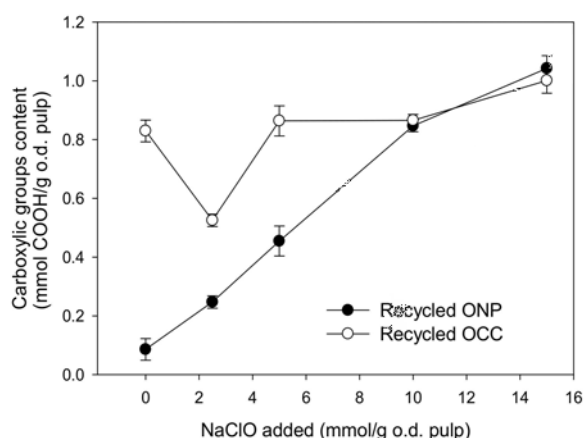 1.2
1.0
0.8
0.6
0.4
0.2
0.0
Carboxylic groups content
(mmol COOH/g o.d. pulp)
Recycled ONP
Recycled OCC
0 2 4 6 8 10 12 14 16
NaClO added (mmol/g o.d. pulp)